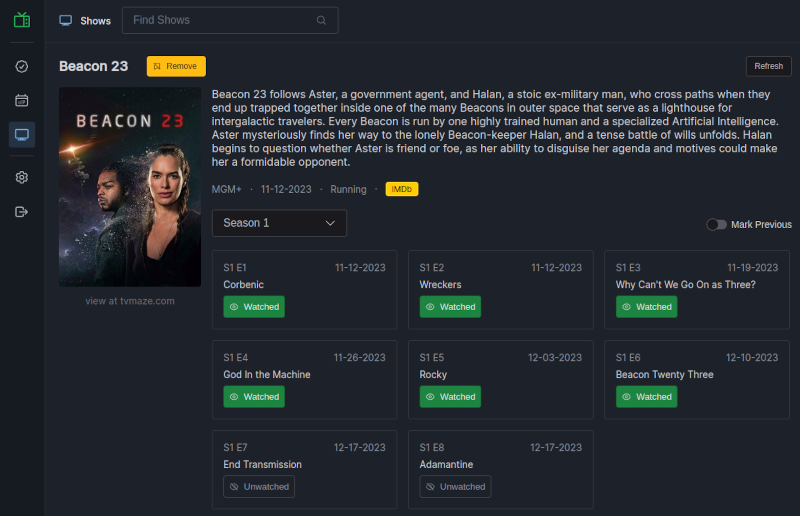 Shows
Find Shows
Beacon 23
Remove
Refresh
BEACON 23
Beacon 23 follows Aster, a government agent, and Halan, a stoic ex-military man, who cross paths when they
end up trapped together inside one of the many Beacons in outer space that serve as a lighthouse for
intergalactic travelers. Every Beacon is run by one highly trained human and a specialized Artificial Intelligence.
Aster mysteriously finds her way to the lonely Beacon-keeper Halan, and a tense battle of wills unfolds. Halan
begins to question whether Aster is friend or foe, as her ability to disguise her agenda and motives could make
her a formidable opponent.
MGM+ · 11-12-2023 · Running · IMDb
view at tvmaze.com
Season 1
Mark Previous
S1 E1 11-12-2023
Corbenic
Watched
S1 E2 11-12-2023
Wreckers
Watched
S1 E3 11-19-2023
Why Can't We Go On as Three?
Watched
S1 E4 11-26-2023
God In the Machine
Watched
S1 E5 12-03-2023
Rocky
Watched
S1 E6 12-10-2023
Beacon Twenty Three
Watched
S1 E7 12-17-2023
End Transmission
Unwatched
S1 E8 12-17-2023
Adamantine
Unwatched